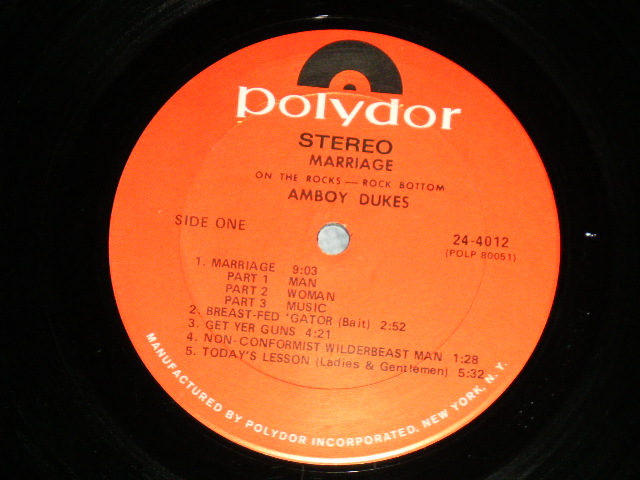 polydor
STEREO
MARRIAGE
ON THE ROCKS — ROCK BOTTOM
AMBOY DUKES
SIDE ONE
24-4012
(POLP 80051)
1. MARRIAGE 9:03
PART 1 MAN
PART 2 WOMAN
PART 3 MUSIC
2. BREAST-FED 'GATOR (Bait) 2:52
3. GET YER GUNS 4:21
4. NON-CONFORMIST WILDERBEAST MAN 1:28
5. TODAY'S LESSON (Ladies & Gentlemen) 5:32
MANUFACTURED BY POLYDOR INCORPORATED, NEW YORK, N.Y.